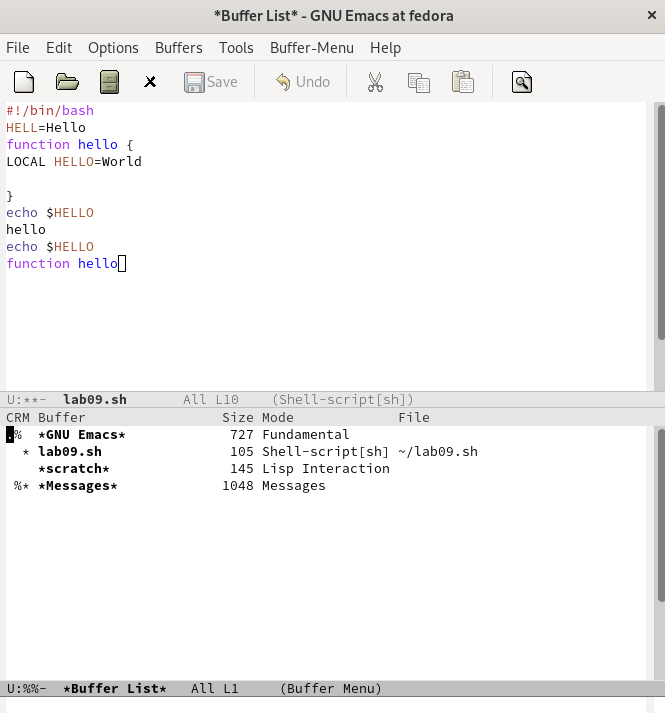 *Buffer List* - GNU Emacs at fedora ×
File Edit Options Buffers Tools Buffer-Menu Help
Save Undo
#!/bin/bash
HELL=Hello
function hello {
LOCAL HELLO=World
}
echo $HELLO
hello
echo $HELLO
function hello
U:**- lab09.sh All L10 (Shell-script[sh])
CRM Buffer Size Mode File
.% *GNU Emacs* 727 Fundamental
* lab09.sh 105 Shell-script[sh] ~/lab09.sh
*scratch* 145 Lisp Interaction
%* *Messages* 1048 Messages
U:%%- *Buffer List* All L1 (Buffer Menu)